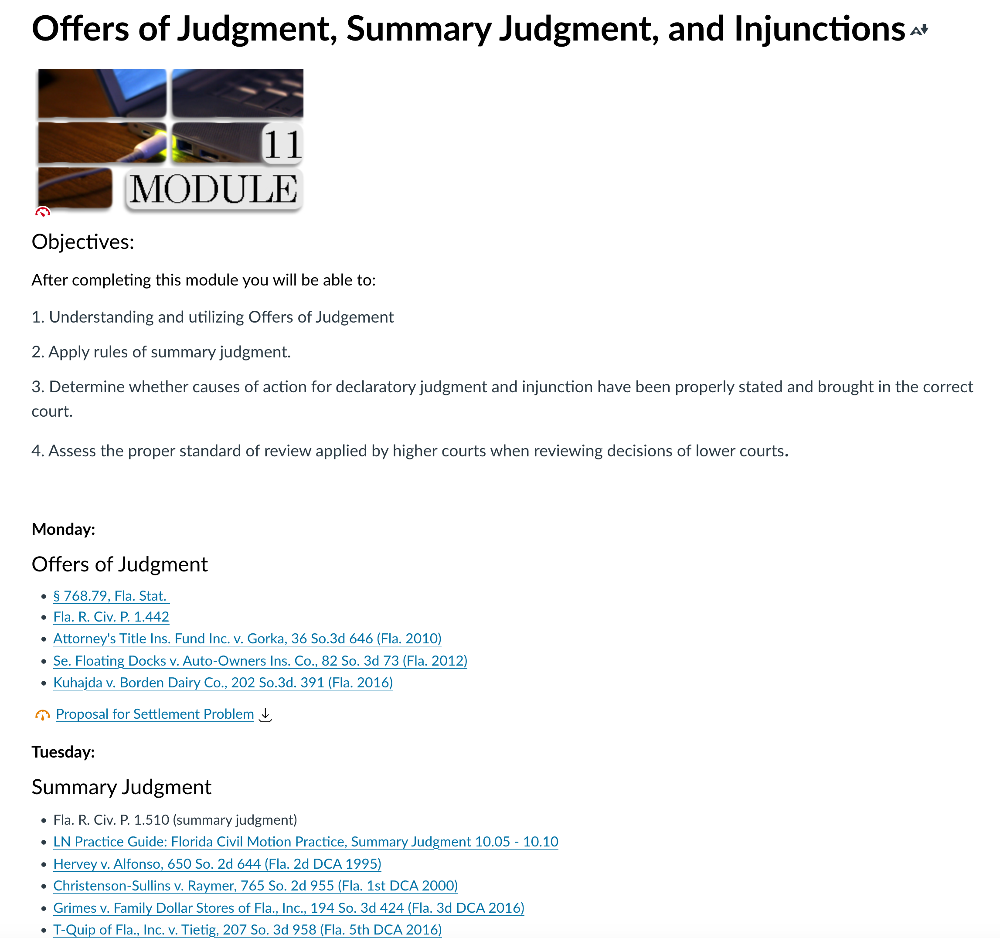 Offers of Judgment, Summary Judgment, and Injunctions
11
MODULE
Objectives:
After completing this module you will be able to:
1. Understanding and utilizing Offers of Judgement
2. Apply rules of summary judgment.
3. Determine whether causes of action for declaratory judgment and injunction have been properly stated and brought in the correct
court.
4. Assess the proper standard of review applied by higher courts when reviewing decisions of lower courts.
Monday:
Offers of Judgment
• § 768.79, Fla. Stat.
• Fla. R. Civ. P. 1.442
• Attorney's Title Ins. Fund Inc. v. Gorka, 36 So.3d 646 (Fla. 2010)
• Se. Floating Docks v. Auto-Owners Ins. Co., 82 So. 3d 73 (Fla. 2012)
• Kuhajda v. Borden Dairy Co., 202 So.3d. 391 (Fla. 2016)
Proposal for Settlement Problem
Tuesday:
Summary Judgment
• Fla. R. Civ. P. 1.510 (summary judgment)
• LN Practice Guide: Florida Civil Motion Practice, Summary Judgment 10.05 - 10.10
• Hervey v. Alfonso, 650 So. 2d 644 (Fla. 2d DCA 1995)
• Christenson-Sullins v. Raymer, 765 So. 2d 955 (Fla. 1st DCA 2000)
• Grimes v. Family Dollar Stores of Fla., Inc., 194 So. 3d 424 (Fla. 3d DCA 2016)
• T-Quip of Fla., Inc. v. Tietig, 207 So. 3d 958 (Fla. 5th DCA 2016)